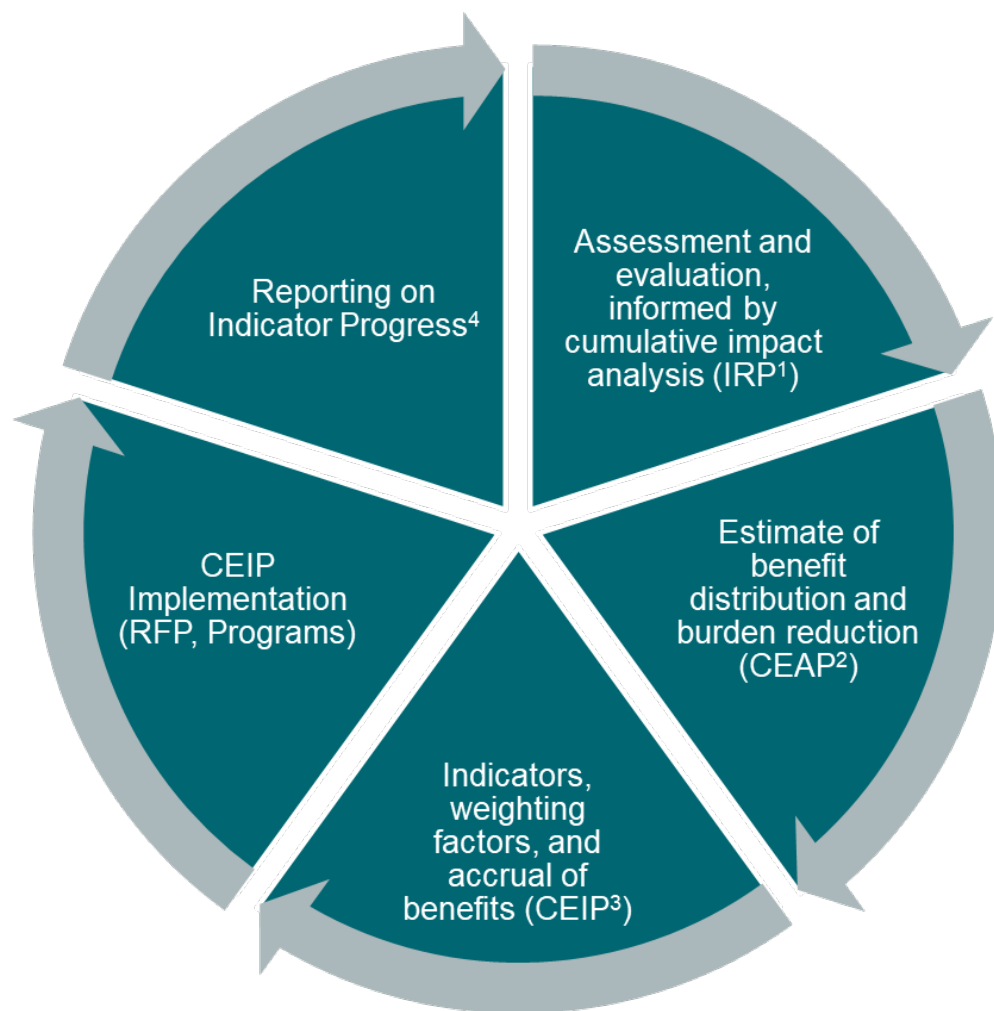 Assessment and
evaluation,
informed by
cumulative impact
analysis (IRP¹)
Estimate of
benefit
distribution and
burden reduction
(CEAP²)
Indicators,
weighting
factors, and
accrual of
benefits (CEIP³)
CEIP
Implementation
(RFP, Programs)
Reporting on
Indicator Progress⁴